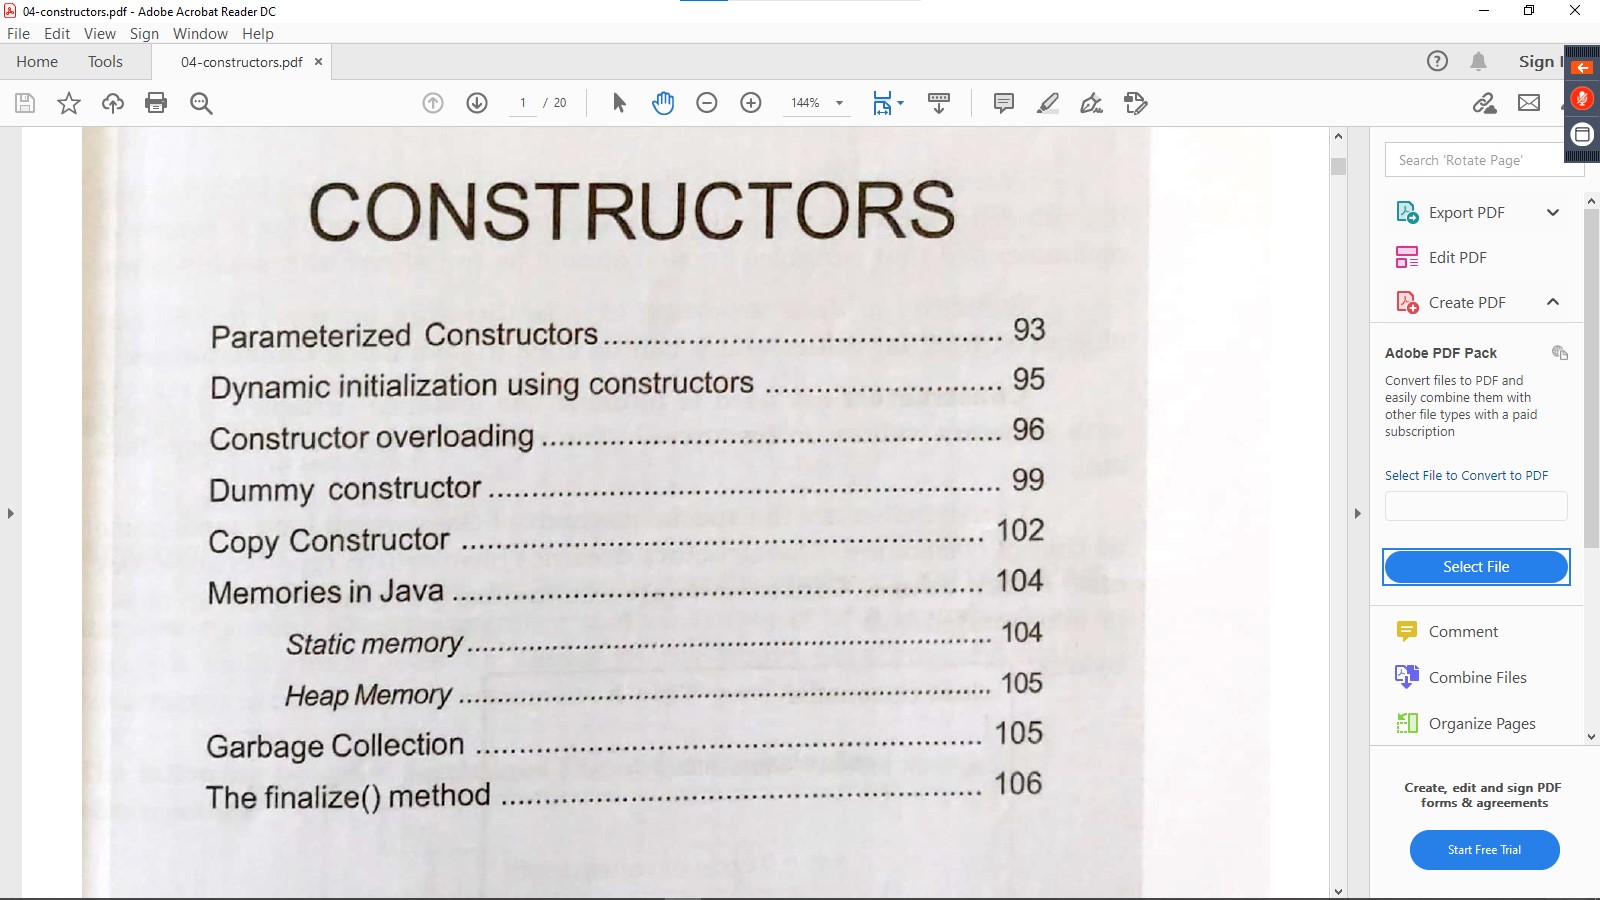 04-constructors.pdf - Adobe Acrobat Reader DC
File Edit View Sign Window Help
Home Tools 04-constructors.pdf ×
Sign I
1 / 20
144%
CONSTRUCTORS
Parameterized Constructors ................................................ 93
Dynamic initialization using constructors ............................ 95
Constructor overloading ...................................................... 96
Dummy constructor ............................................................. 99
Copy Constructor ............................................................... 102
Memories in Java ................................................................ 104
Static memory ............................................................... 104
Heap Memory ................................................................ 105
Garbage Collection ............................................................. 105
The finalize() method .......................................................... 106
Search 'Rotate Page'
Export PDF
Edit PDF
Create PDF
Adobe PDF Pack
Convert files to PDF and
easily combine them with
other file types with a paid
subscription
Select File to Convert to PDF
Select File
Comment
Combine Files
Organize Pages
Create, edit and sign PDF
forms & agreements
Start Free Trial